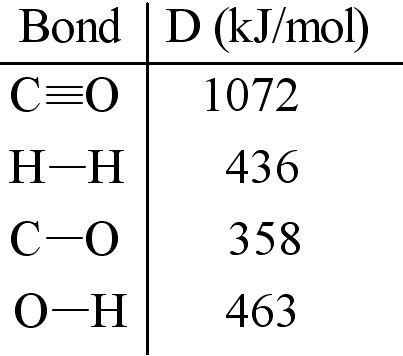 Bond D (kJ/mol)
C≡O 1072
H—H 436
C—O 358
O—H 463